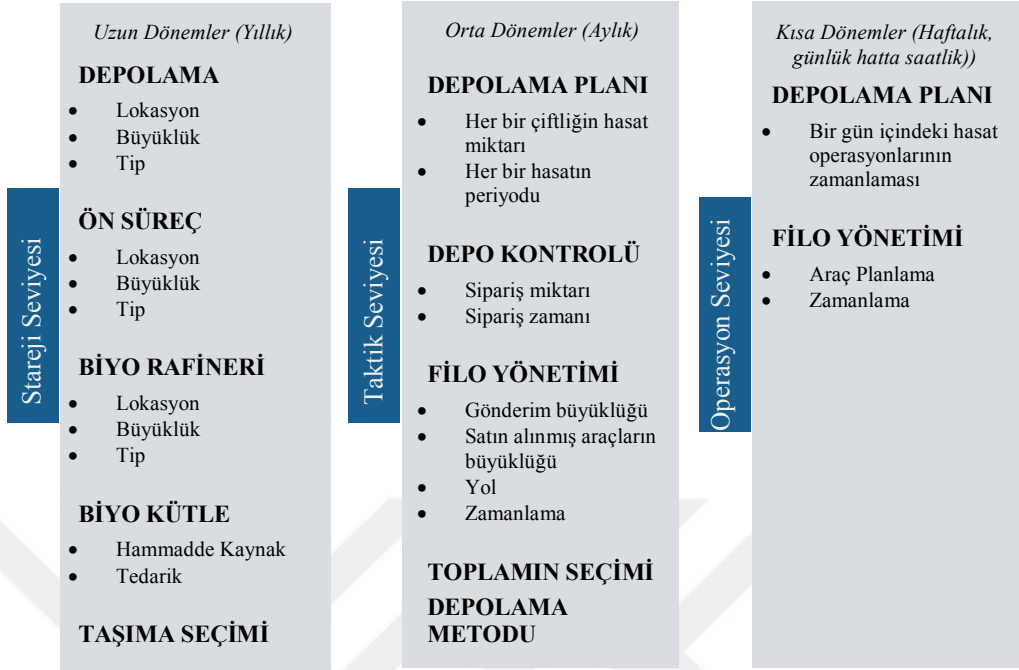 Stareji Seviyesi
Uzun Dönemler (Yıllık)
DEPOLAMA
• Lokasyon
• Büyüklük
• Tip
ÖN SÜREÇ
• Lokasyon
• Büyüklük
• Tip
BİYO RAFİNERİ
• Lokasyon
• Büyüklük
• Tip
BİYO KÜTLE
• Hammadde Kaynak
• Tedarik
TAŞIMA SEÇİMİ
Taktik Seviyesi
Orta Dönemler (Aylık)
DEPOLAMA PLANI
• Her bir çiftliğin hasat
miktarı
• Her bir hasatın
periyodu
DEPO KONTROLÜ
• Sipariş miktarı
• Sipariş zamanı
FİLO YÖNETİMİ
• Gönderim büyüklüğü
• Satın alınmış araçların
büyüklüğü
• Yol
• Zamanlama
TOPLAMIN SEÇİMİ
DEPOLAMA
METODU
Operasyon Seviyesi
Kısa Dönemler (Haftalık,
günlük hatta saatlik))
DEPOLAMA PLANI
• Bir gün içindeki hasat
operasyonlarının
zamanlaması
FİLO YÖNETİMİ
• Araç Planlama
• Zamanlama